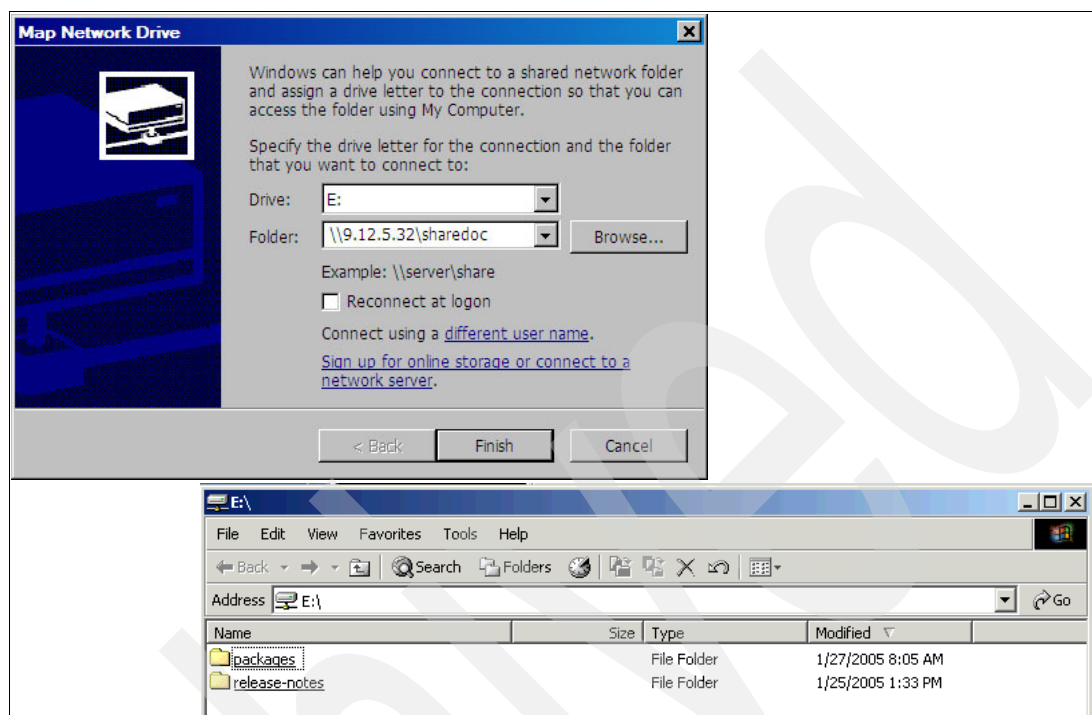 Map Network Drive
Windows can help you connect to a shared network folder
and assign a drive letter to the connection so that you can
access the folder using My Computer.
Specify the drive letter for the connection and the folder
that you want to connect to:
Drive: E:
Folder: \\9.12.5.32\sharedoc Browse...
Example: \\server\share
Reconnect at logon
Connect using a different user name.
Sign up for online storage or connect to a
network server.
< Back Finish Cancel
E:\
File Edit View Favorites Tools Help
Back Search Folders
Address E:\ Go
Name Size Type Modified
packages File Folder 1/27/2005 8:05 AM
release-notes File Folder 1/25/2005 1:33 PM